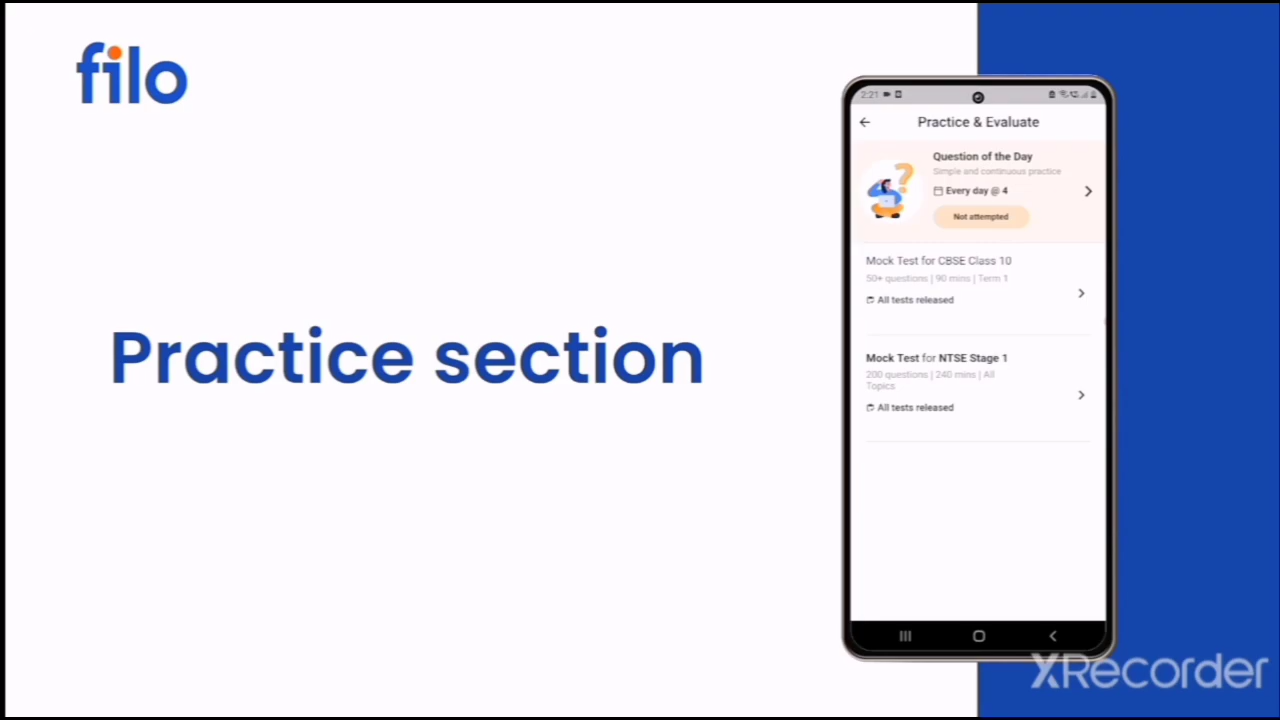 filo
Practice section
2:21
Practice & Evaluate
Question of the Day
Simple and continuous practice
Every day @ 4
Not attempted
Mock Test for CBSE Class 10
50+ questions | 90 mins | Term 1
All tests released
Mock Test for NTSE Stage 1
200 questions | 240 mins | All
Topics
All tests released
XRecorder